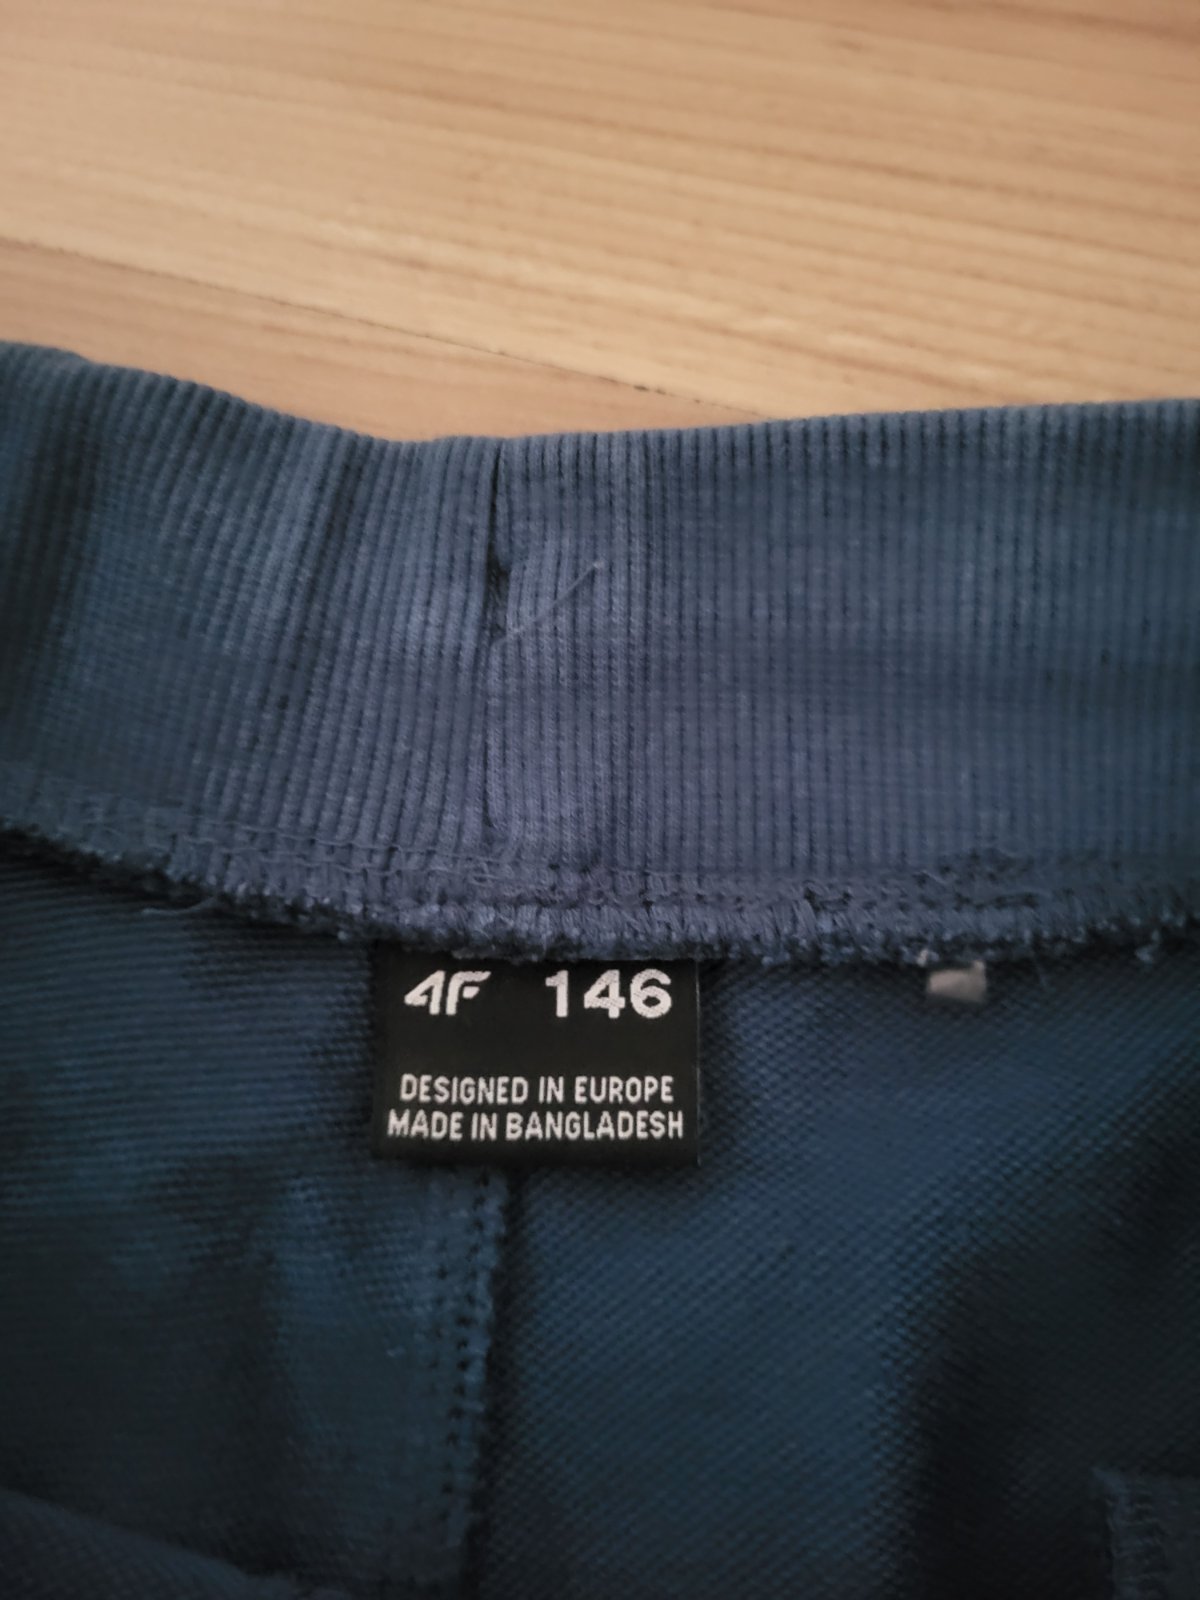 4F 146
DESIGNED IN EUROPE
MADE IN BANGLADESH